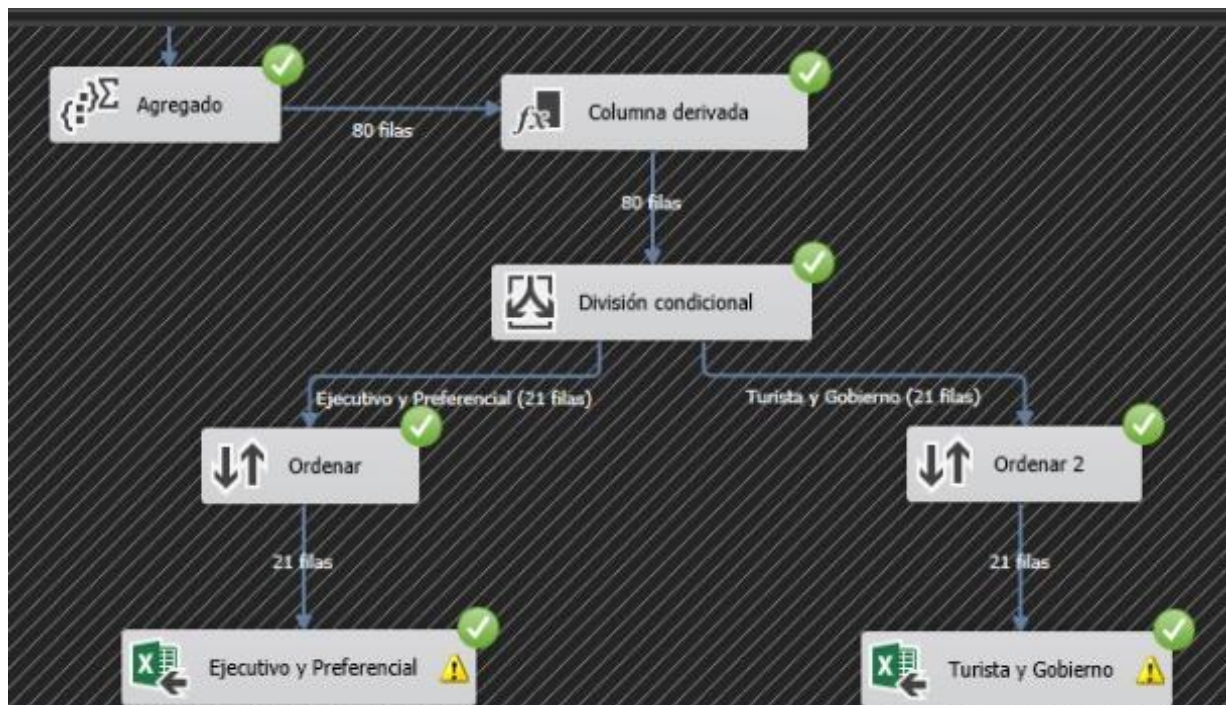 Agregado
80 filas
Columna derivada
80 filas
División condicional
Ejecutivo y Preferencial (21 filas)
Turista y Gobierno (21 filas)
Ordenar
Ordenar 2
21 filas
21 filas
Ejecutivo y Preferencial
Turista y Gobierno